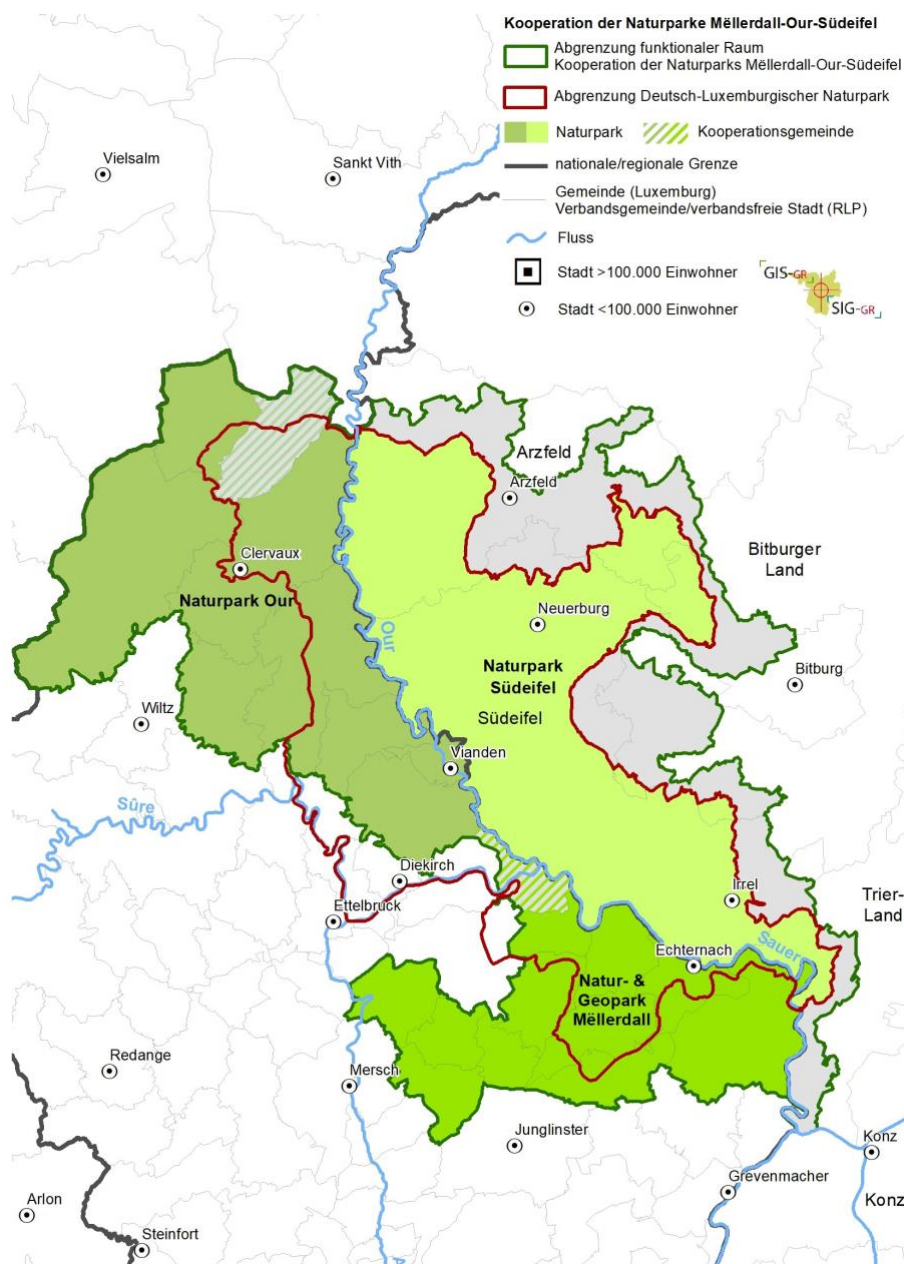 Kooperation der Naturparke Mëllerdall-Our-Südeifel
Abgrenzung funktionaler Raum
Kooperation der Naturparks Mëllerdall-Our-Südeifel
Abgrenzung Deutsch-Luxemburgischer Naturpark
Naturpark
Kooperationsgemeinde
nationale/regionale Grenze
Gemeinde (Luxemburg)
Verbandsgemeinde/verbandsfreie Stadt (RLP)
Fluss
Stadt >100.000 Einwohner
Stadt <100.000 Einwohner
GIS-GR
SIG-GR
Vielsalm
Sankt Vith
Arzfeld
Arzfeld
Bitburger
Land
Clervaux
Naturpark Our
Our
Neuerburg
Naturpark
Südeifel
Südeifel
Bitburg
Wiltz
Vianden
Sûre
Diekirch
Ettelbruck
Irrel
Trier-
Land
Echternach
Sauer
Natur- &
Geopark
Mëllerdall
Redange
Mersch
Junglinster
Konz
Grevenmacher
Konz
Arlon
Steinfort